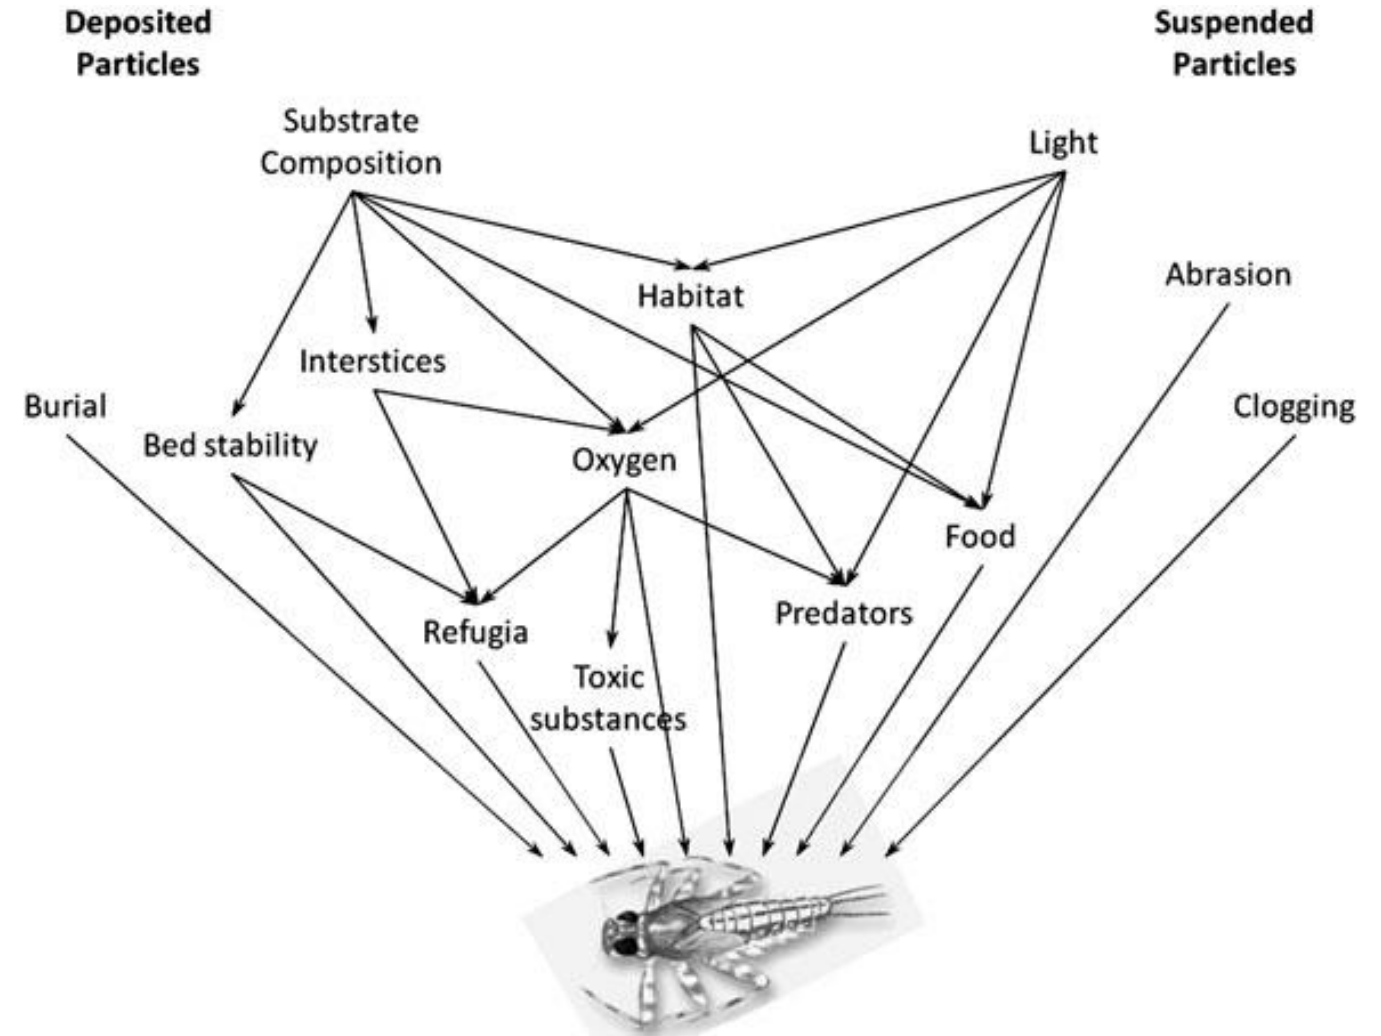 Deposited
Particles
Suspended
Particles
Substrate
Composition
Light
Habitat
Abrasion
Interstices
Burial
Clogging
Bed stability
Oxygen
Food
Predators
Refugia
Toxic
substances